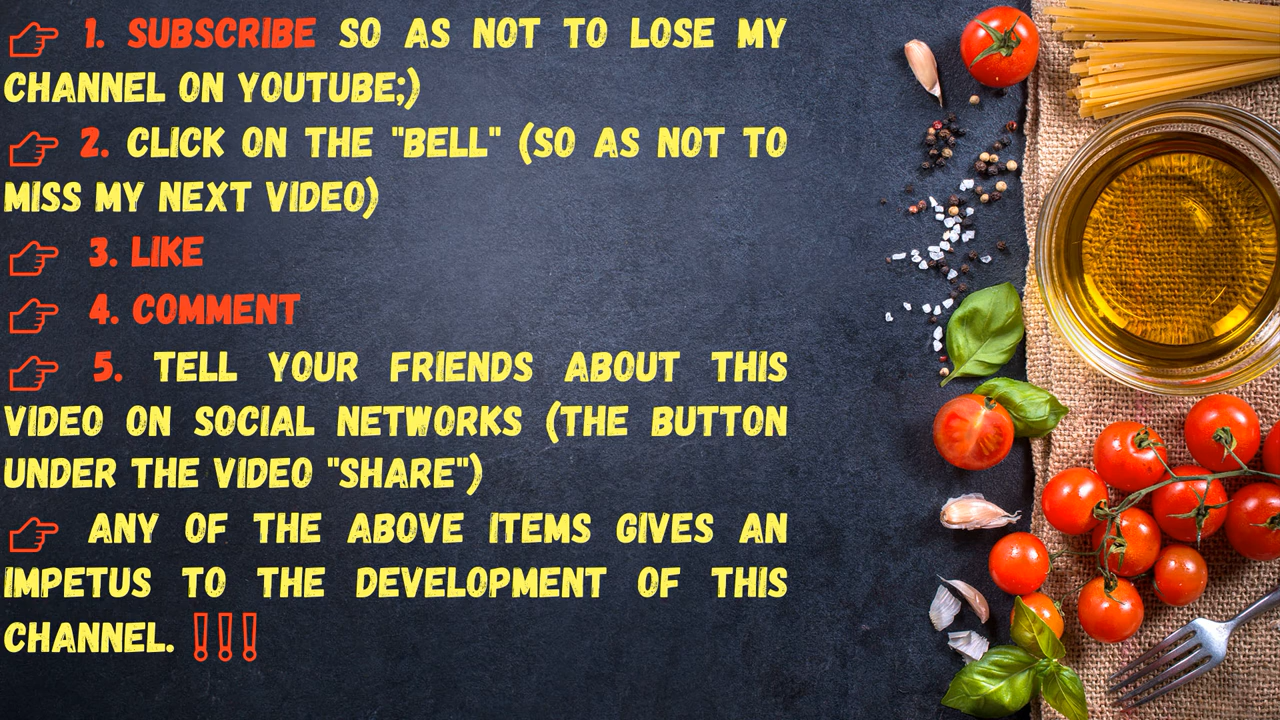 👉 1. SUBSCRIBE SO AS NOT TO LOSE MY
CHANNEL ON YOUTUBE;)
👉 2. CLICK ON THE "BELL" (SO AS NOT TO
MISS MY NEXT VIDEO)
👉 3. LIKE
👉 4. COMMENT
👉 5. TELL YOUR FRIENDS ABOUT THIS
VIDEO ON SOCIAL NETWORKS (THE BUTTON
UNDER THE VIDEO "SHARE")
👉 ANY OF THE ABOVE ITEMS GIVES AN
IMPETUS TO THE DEVELOPMENT OF THIS
CHANNEL. ❗❗❗